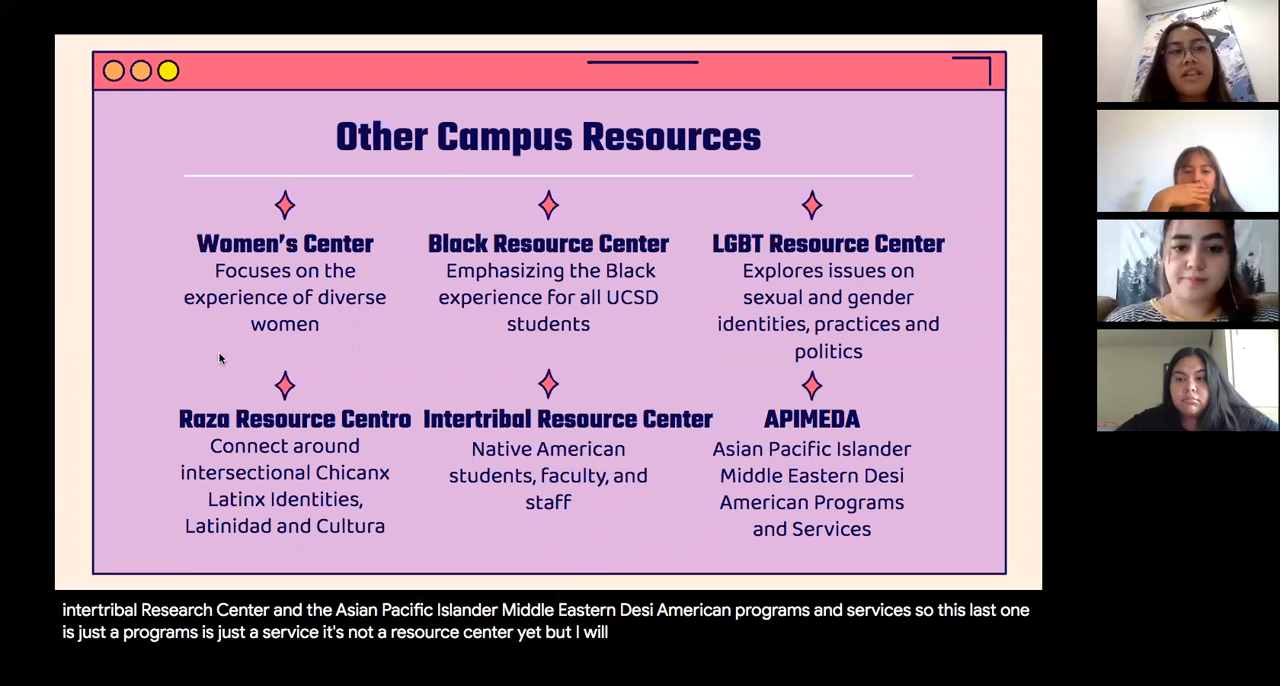 Other Campus Resources
Women's Center
Focuses on the
experience of diverse
women
Black Resource Center
Emphasizing the Black
experience for all UCSD
students
LGBT Resource Center
Explores issues on
sexual and gender
identities, practices and
politics
Raza Resource Centro
Connect around
intersectional Chicanx
Latinx Identities,
Latinidad and Cultura
Intertribal Resource Center
Native American
students, faculty, and
staff
APIMEDA
Asian Pacific Islander
Middle Eastern Desi
American Programs
and Services
intertribal Research Center and the Asian Pacific Islander Middle Eastern Desi American programs and services so this last one
is just a programs is just a service it's not a resource center yet but I will